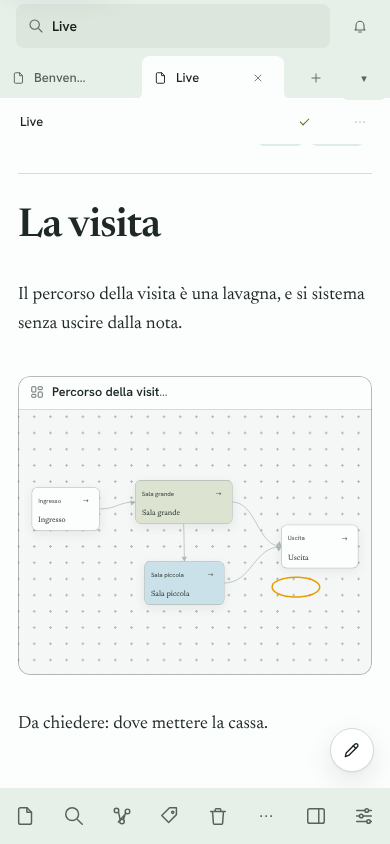 Live
Benven...
Live
Live
La visita
Il percorso della visita è una lavagna, e si sistema
senza uscire dalla nota.
Percorso della visit...
Ingresso
Ingresso
Sala grande
Sala grande
Uscita
Uscita
Sala piccola
Sala piccola
Da chiedere: dove mettere la cassa.